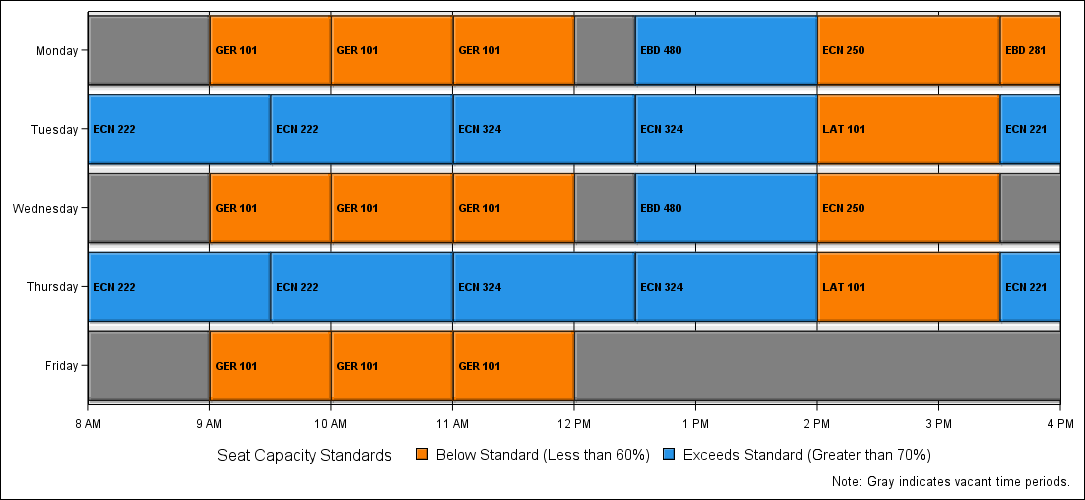 Monday
GER 101 GER 101 GER 101 EBD 480 ECN 250 EBD 281
Tuesday
ECN 222 ECN 222 ECN 324 ECN 324 LAT 101 ECN 221
Wednesday
GER 101 GER 101 GER 101 EBD 480 ECN 250
Thursday
ECN 222 ECN 222 ECN 324 ECN 324 LAT 101 ECN 221
Friday
GER 101 GER 101 GER 101
8 AM 9 AM 10 AM 11 AM 12 PM 1 PM 2 PM 3 PM 4 PM
Seat Capacity Standards Below Standard (Less than 60%) Exceeds Standard (Greater than 70%)
Note: Gray indicates vacant time periods.